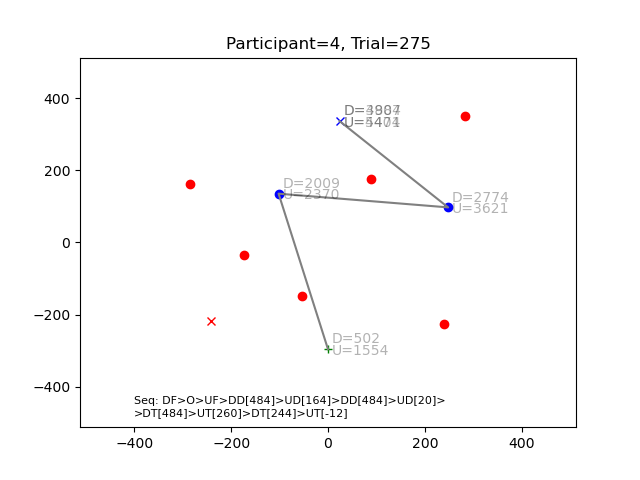 Participant=4, Trial=275
400
200
0
−200
−400
D=2009
U=2370
D=2774
U=3621
D=502
U=1554
Seq: DF>O>UF>DD[484]>UD[164]>DD[484]>UD[20]>
>DT[484]>UT[260]>DT[244]>UT[-12]
−400 −200 0 200 400